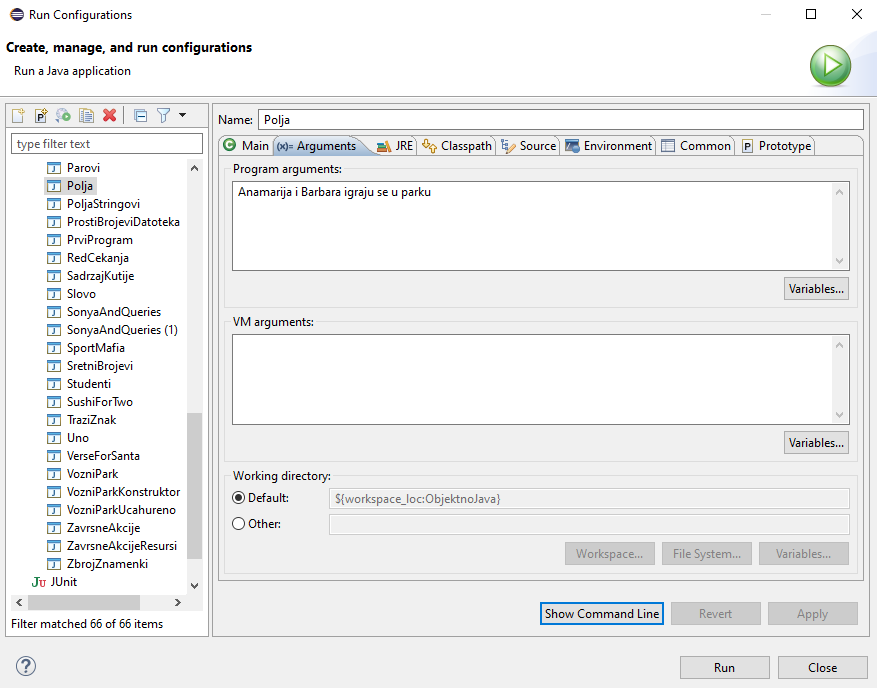 Run Configurations
Create, manage, and run configurations
Run a Java application
type filter text
Parovi
Polja
PoljaStringovi
ProstiBrojeviDatoteka
PrviProgram
RedCekanja
SadrzajKutije
Slovo
SonyaAndQueries
SonyaAndQueries (1)
SportMafia
SretniBrojevi
Studenti
SushiForTwo
TraziZnak
Uno
VerseForSanta
VozniPark
VozniParkKonstruktor
VozniParkUcahureno
ZavrsneAkcije
ZavrsneAkcijeResursi
ZbrojZnamenki
JUnit
Filter matched 66 of 66 items
Name: Polja
Main (x)= Arguments JRE Classpath Source Environment Common Prototype
Program arguments:
Anamarija i Barbara igraju se u parku
Variables...
VM arguments:
Variables...
Working directory:
Default: ${workspace_loc:ObjektnoJava}
Other:
Workspace... File System... Variables...
Show Command Line Revert Apply
Run Close